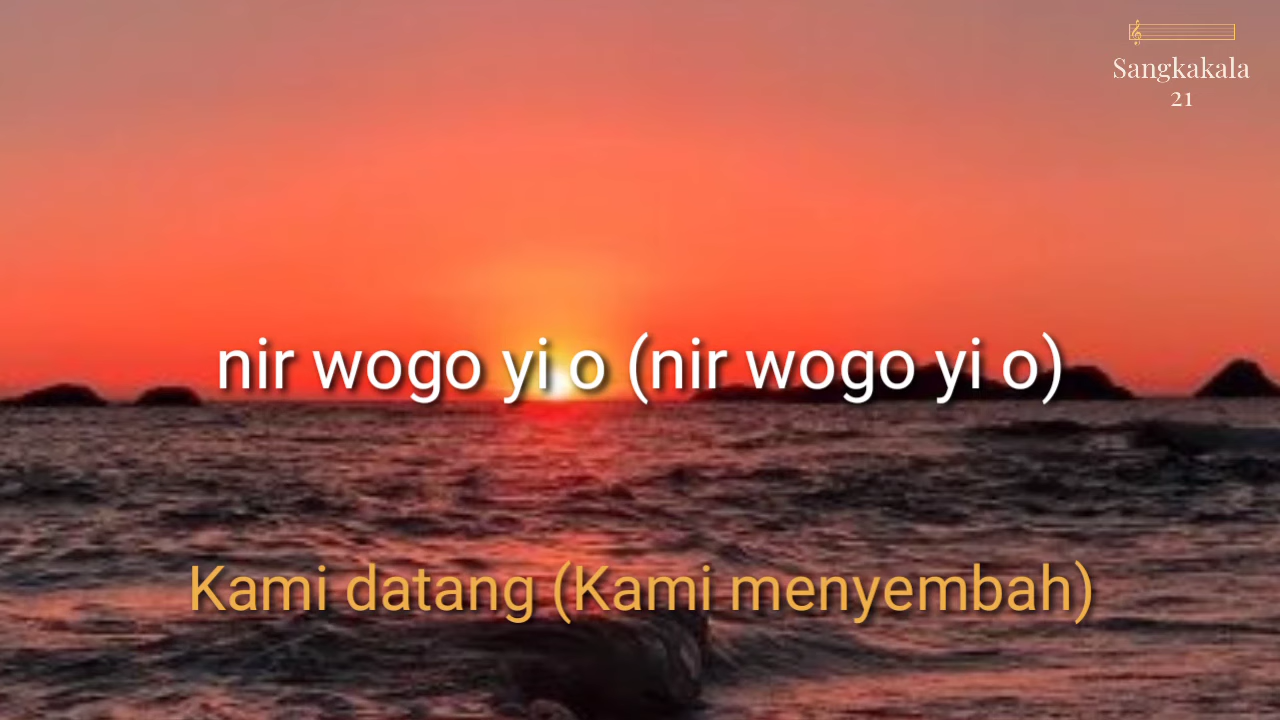 Sangkakala
21
nir wogo yi o (nir wogo yi o)
Kami datang (Kami menyembah)